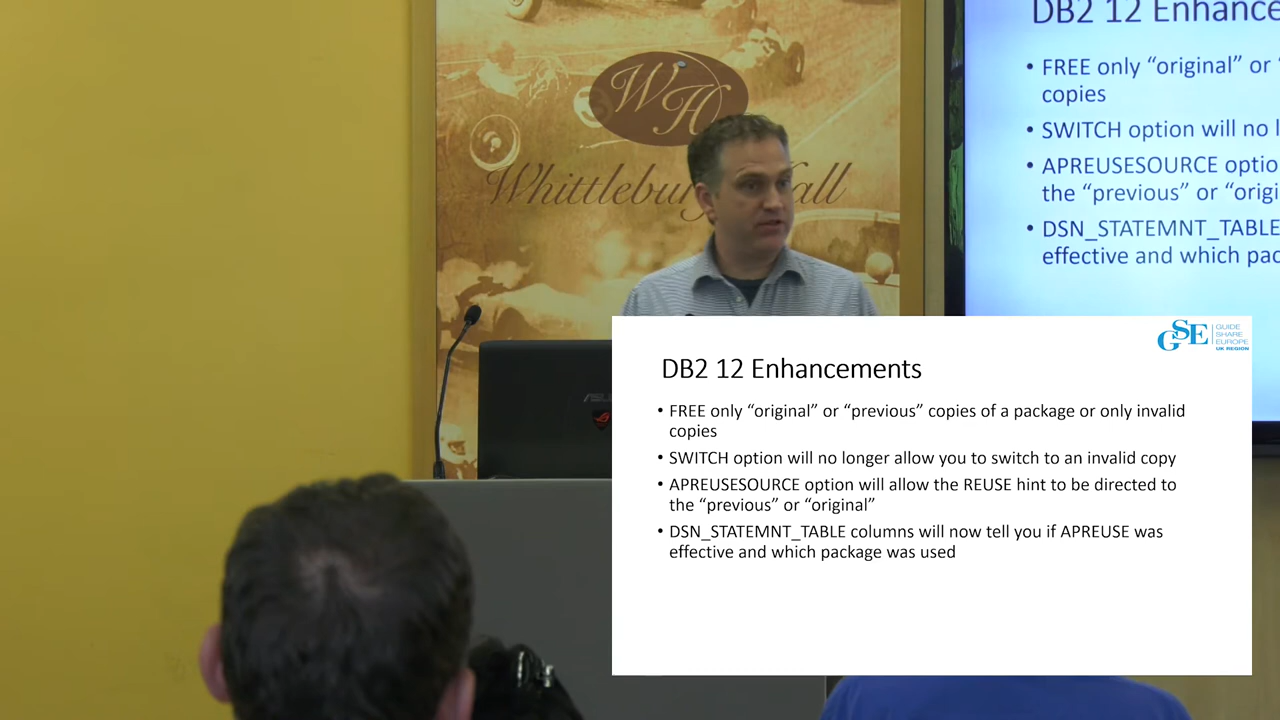 WH
Whittlebury Hall
DB2 12 Enhance
• FREE only “original” or
copies
• SWITCH option will no
• APREUSESOURCE optio
the “previous” or “orig
• DSN_STATEMNT_TABLE
effective and which pac
ASUS
GSE
GUIDE
SHARE
EUROPE
UK REGION
DB2 12 Enhancements
• FREE only “original” or “previous” copies of a package or only invalid
copies
• SWITCH option will no longer allow you to switch to an invalid copy
• APREUSESOURCE option will allow the REUSE hint to be directed to
the “previous” or “original”
• DSN_STATEMNT_TABLE columns will now tell you if APREUSE was
effective and which package was used